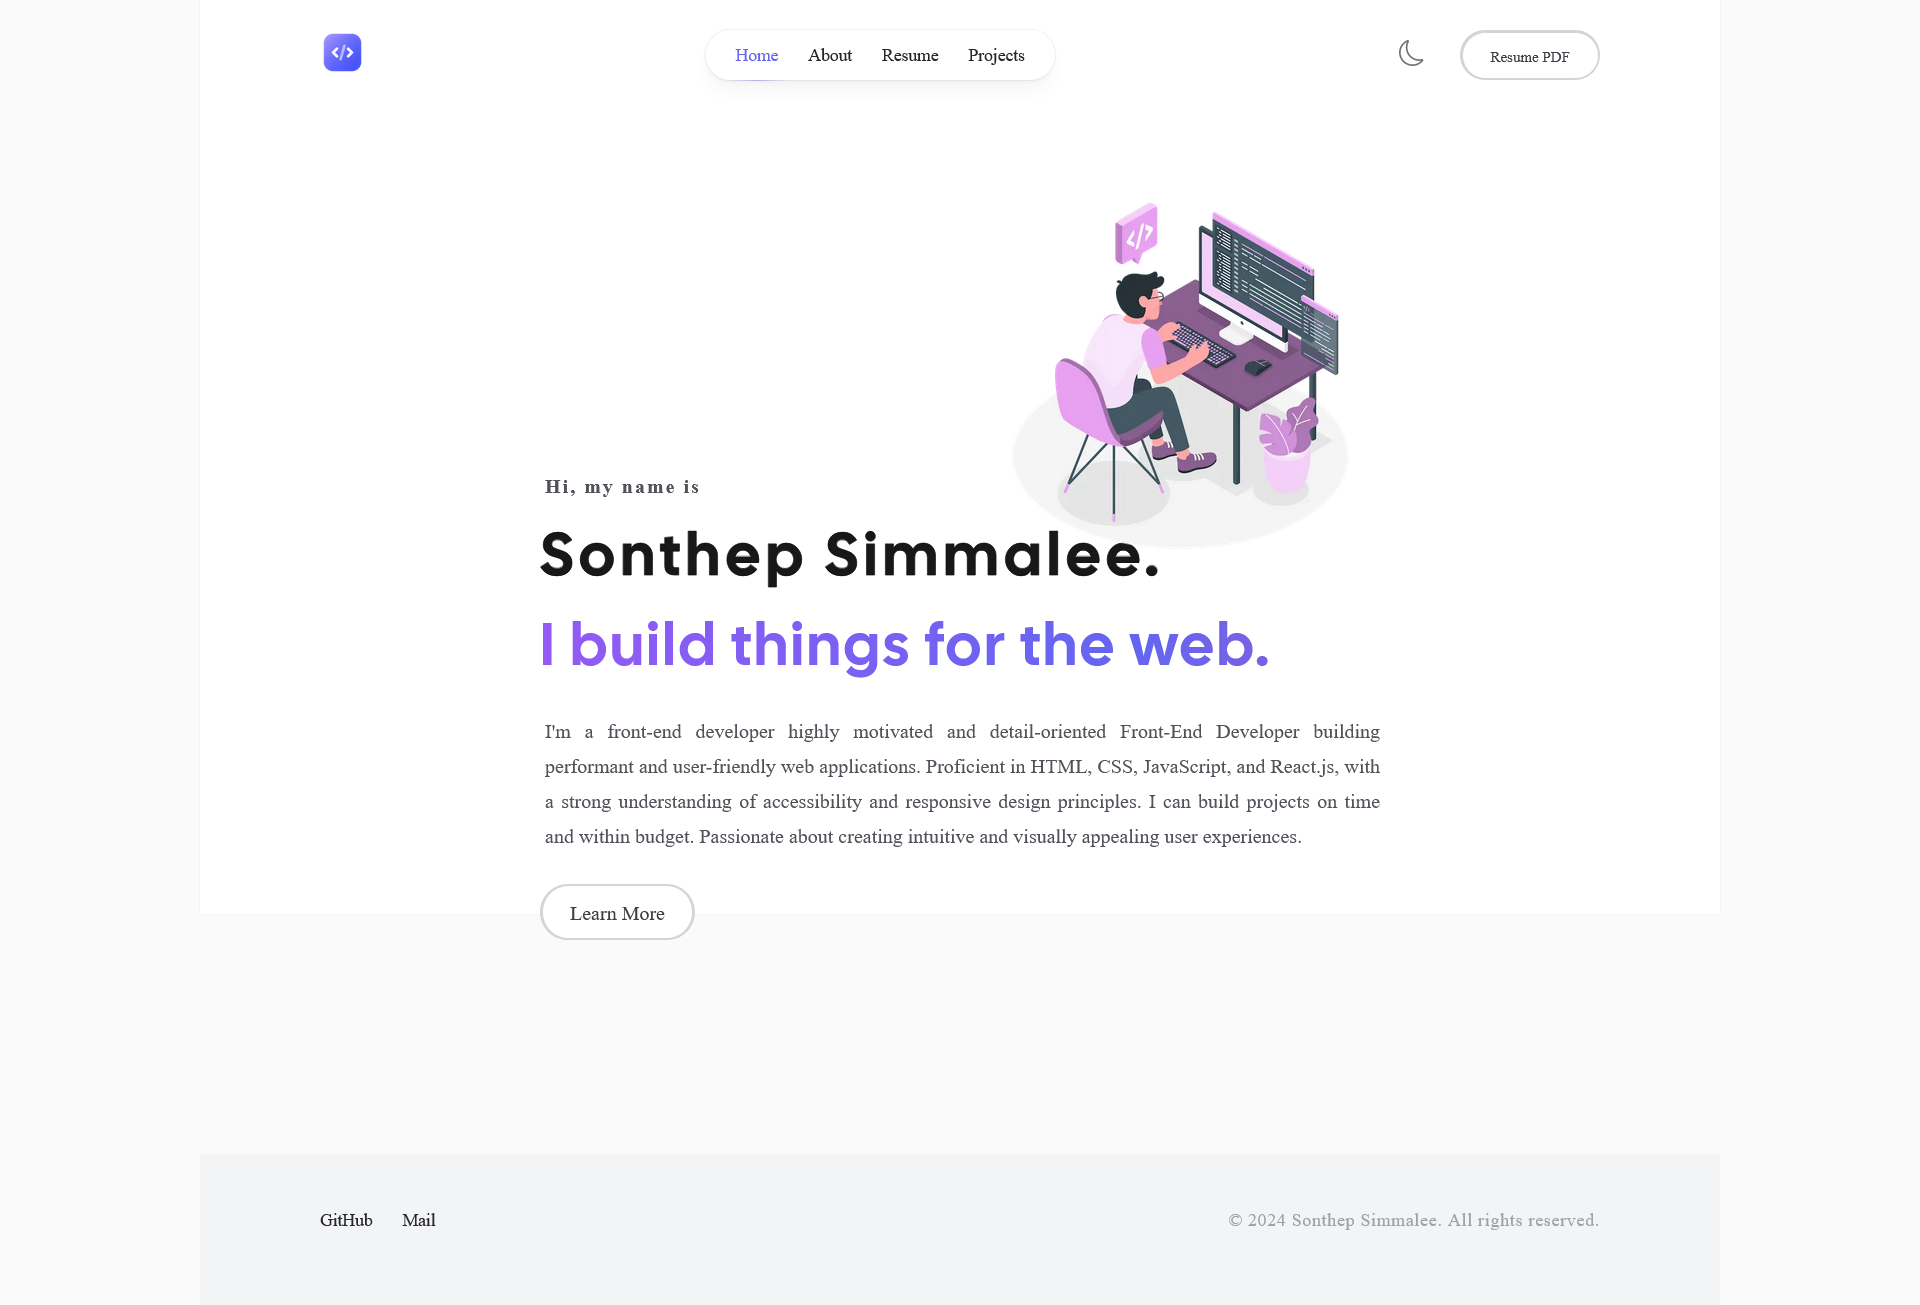 Home About Resume Projects
Resume PDF
Hi, my name is
Sonthep Simmalee.
I build things for the web.
I'm a front-end developer highly motivated and detail-oriented Front-End Developer building
performant and user-friendly web applications. Proficient in HTML, CSS, JavaScript, and React.js, with
a strong understanding of accessibility and responsive design principles. I can build projects on time
and within budget. Passionate about creating intuitive and visually appealing user experiences.
Learn More
GitHub Mail
© 2024 Sonthep Simmalee. All rights reserved.